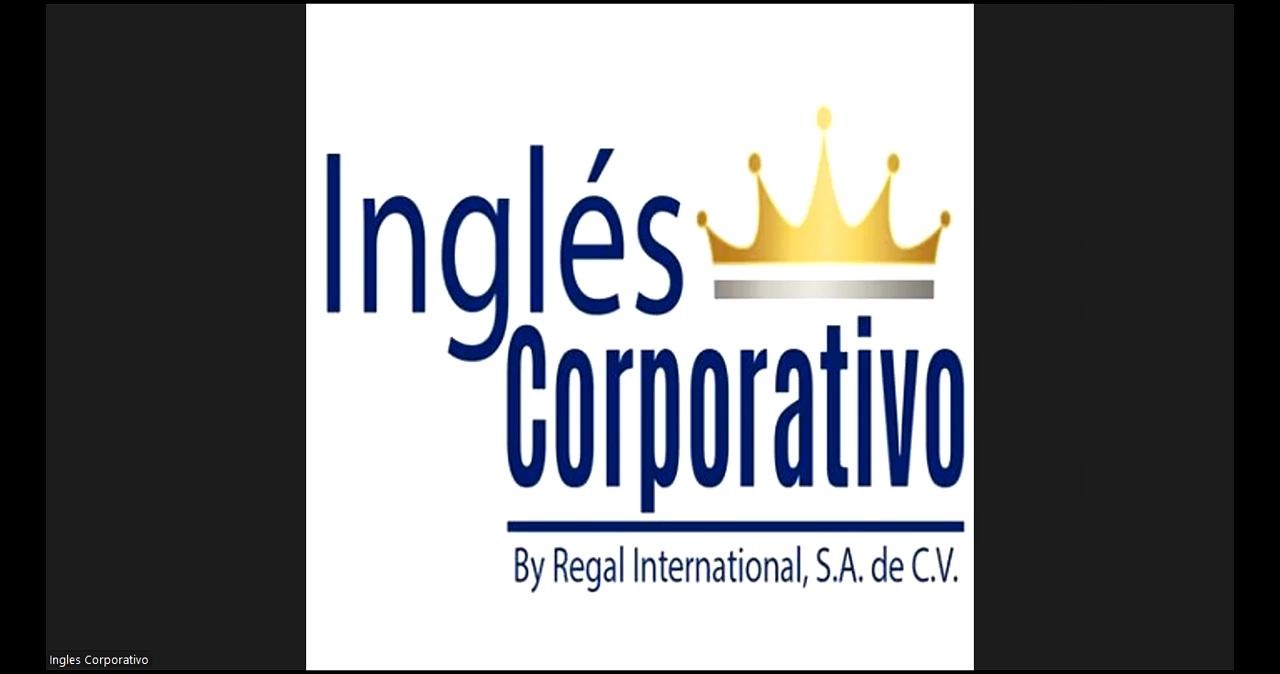 Inglés
Corporativo
By Regal International, S.A. de C.V.
Ingles Corporativo